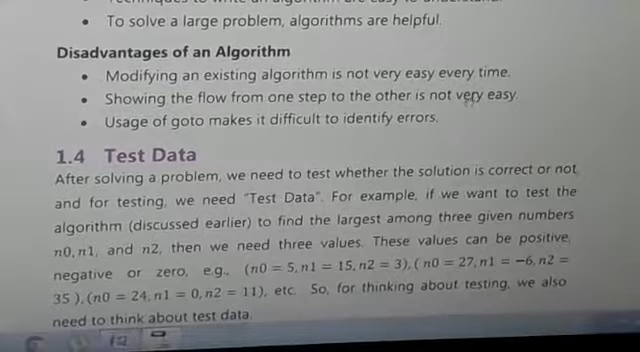 • To solve a large problem, algorithms are helpful.
Disadvantages of an Algorithm
• Modifying an existing algorithm is not very easy every time.
• Showing the flow from one step to the other is not very easy.
• Usage of goto makes it difficult to identify errors.
1.4 Test Data
After solving a problem, we need to test whether the solution is correct or not,
and for testing, we need "Test Data". For example, if we want to test the
algorithm (discussed earlier) to find the largest among three given numbers
n0, n1, and n2, then we need three values. These values can be positive,
negative or zero, e.g., (n0 = 5, n1 = 15, n2 = 3), ( n0 = 27, n1 = −6, n2 =
35 ), (n0 = 24, n1 = 0, n2 = 11), etc. So, for thinking about testing, we also
need to think about test data.